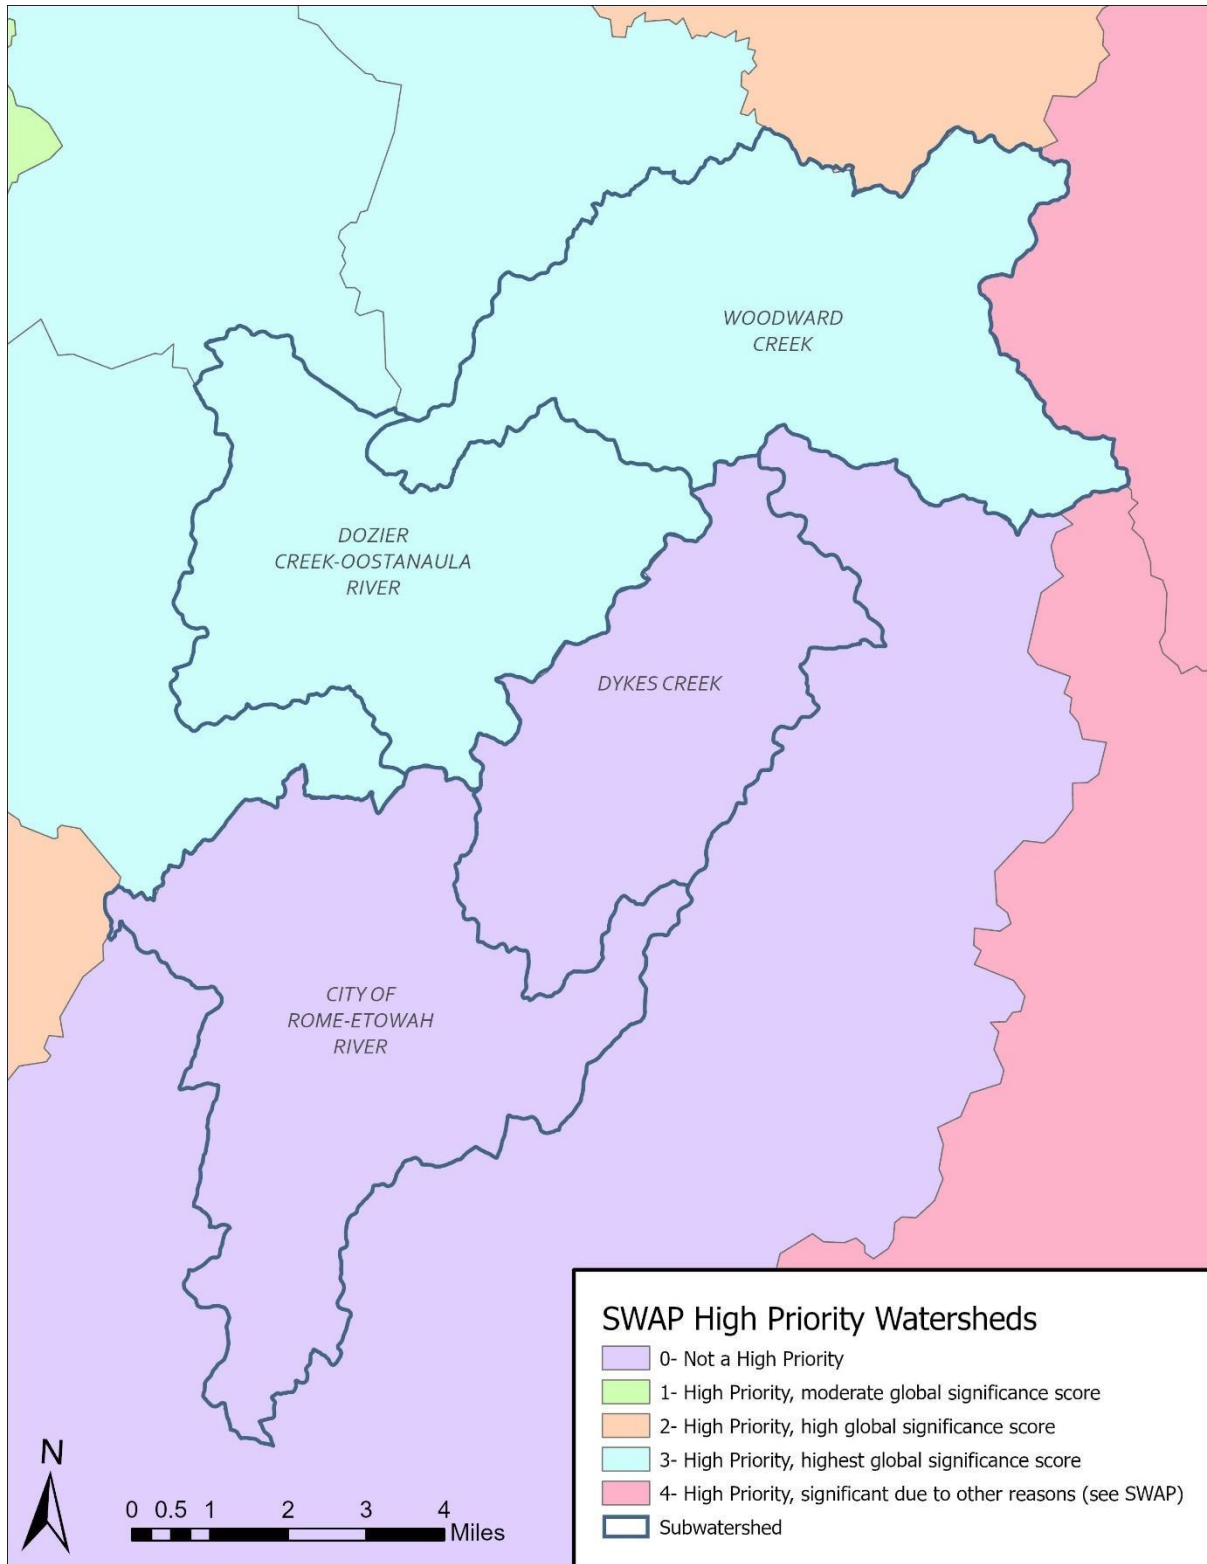 WOODWARD
CREEK
DOZIER
CREEK-OOSTANAULA
RIVER
DYKES CREEK
CITY OF
ROME-ETOWAH
RIVER
SWAP High Priority Watersheds
0- Not a High Priority
1- High Priority, moderate global significance score
2- High Priority, high global significance score
3- High Priority, highest global significance score
4- High Priority, significant due to other reasons (see SWAP)
Subwatershed
N
0 0.5 1 2 3 4
Miles